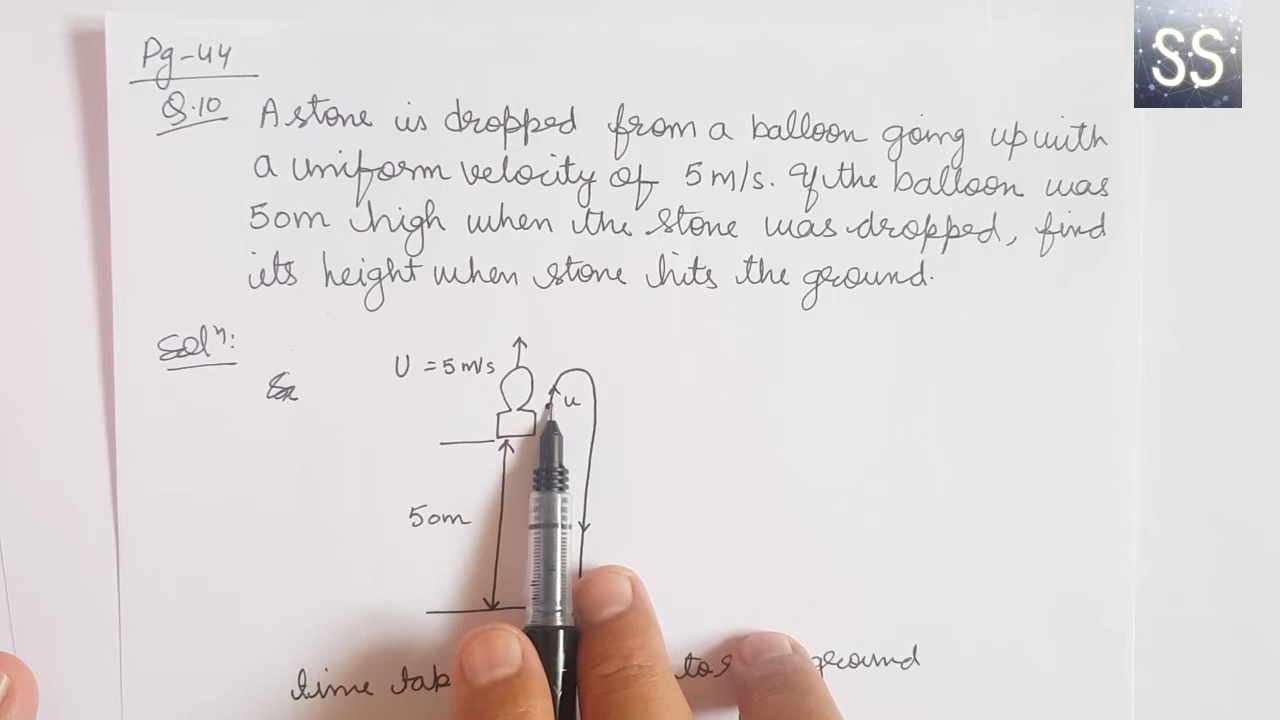 Pg-44
Q.10 A stone is dropped from a balloon going up with
a uniform velocity of 5 m/s. If the balloon was
50m high when the stone was dropped, find
its height when stone hits the ground.
Solⁿ:
U = 5 m/s
u
50m
time to ground
SS